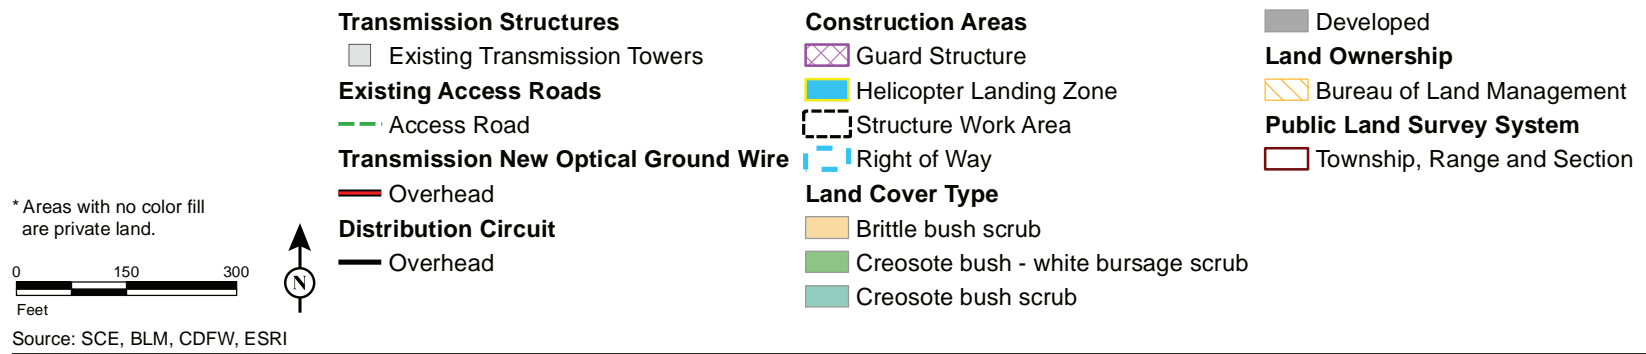 Transmission Structures
Existing Transmission Towers
Existing Access Roads
Access Road
Transmission New Optical Ground Wire
Overhead
Distribution Circuit
Overhead
Construction Areas
Guard Structure
Helicopter Landing Zone
Structure Work Area
Right of Way
Land Cover Type
Brittle bush scrub
Creosote bush - white bursage scrub
Creosote bush scrub
Developed
Land Ownership
Bureau of Land Management
Public Land Survey System
Township, Range and Section
* Areas with no color fill
are private land.
0 150 300
Feet
N
Source: SCE, BLM, CDFW, ESRI